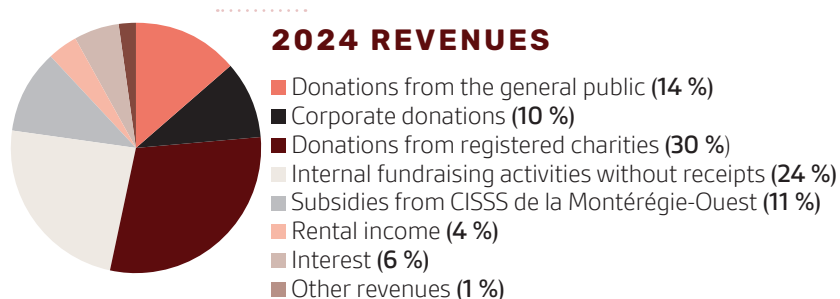 2024 REVENUES
Donations from the general public (14 %)
Corporate donations (10 %)
Donations from registered charities (30 %)
Internal fundraising activities without receipts (24 %)
Subsidies from CISSS de la Montérégie-Ouest (11 %)
Rental income (4 %)
Interest (6 %)
Other revenues (1 %)